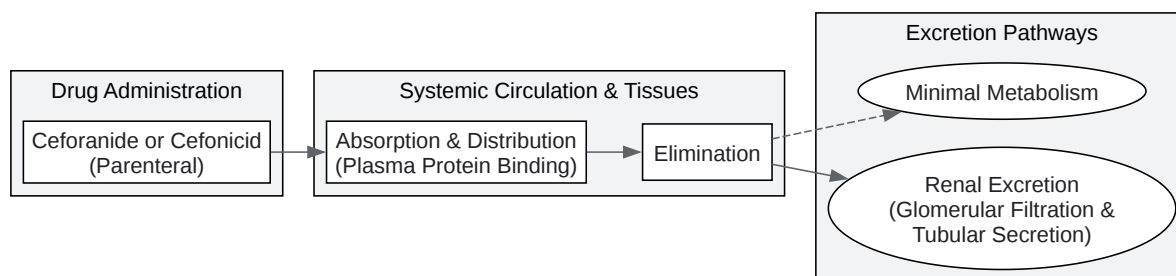 Drug Administration
Ceforanide or Cefonicid
(Parenteral)
Systemic Circulation & Tissues
Absorption & Distribution
(Plasma Protein Binding)
Elimination
Excretion Pathways
Minimal Metabolism
Renal Excretion
(Glomerular Filtration &
Tubular Secretion)